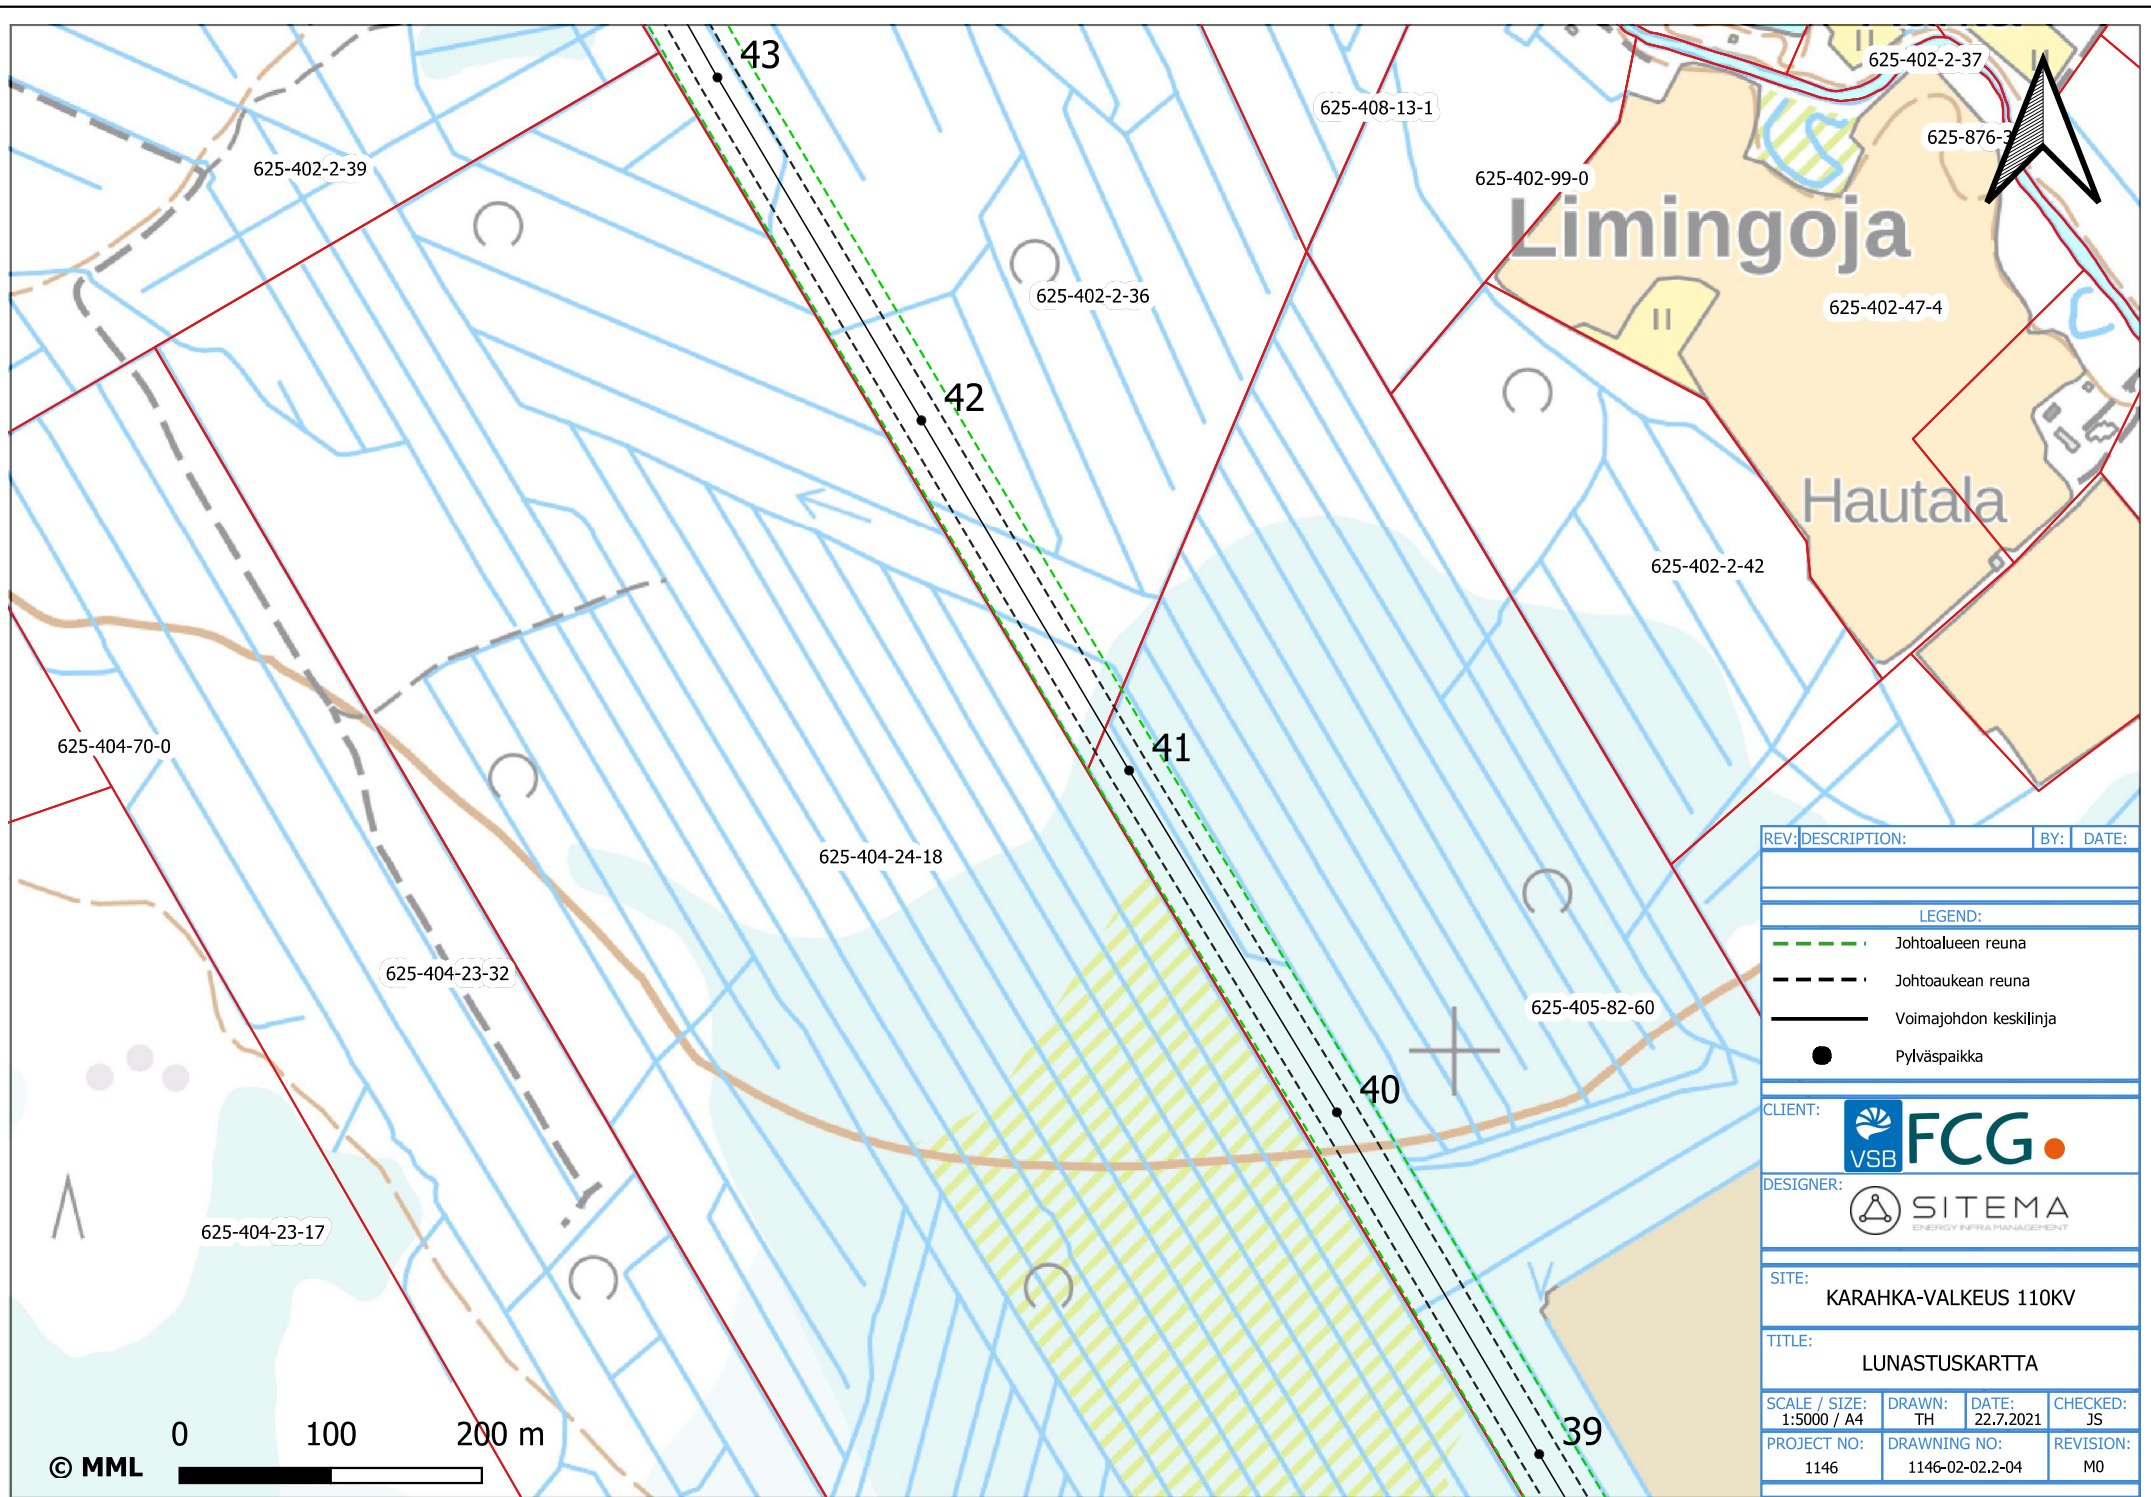 43
625-402-2-37
625-408-13-1
625-876-3
625-402-2-39
625-402-99-0
Limingoja
625-402-2-36
625-402-47-4
42
Hautala
625-402-2-42
625-404-70-0
41
625-404-24-18
625-404-23-32
625-405-82-60
40
625-404-23-17
39
0 100 200 m
© MML
REV: DESCRIPTION: BY: DATE:
LEGEND:
Johtoalueen reuna
Johtoaukean reuna
Voimajohdon keskilinja
Pylväspaikka
CLIENT:
VSB FCG
DESIGNER:
SITEMA
ENERGY INFRA MANAGEMENT
SITE:
KARAHKA-VALKEUS 110KV
TITLE:
LUNASTUSKARTTA
SCALE / SIZE: DRAWN: DATE: CHECKED:
1:5000 / A4 TH 22.7.2021 JS
PROJECT NO: DRAWING NO: REVISION:
1146 1146-02-02.2-04 M0